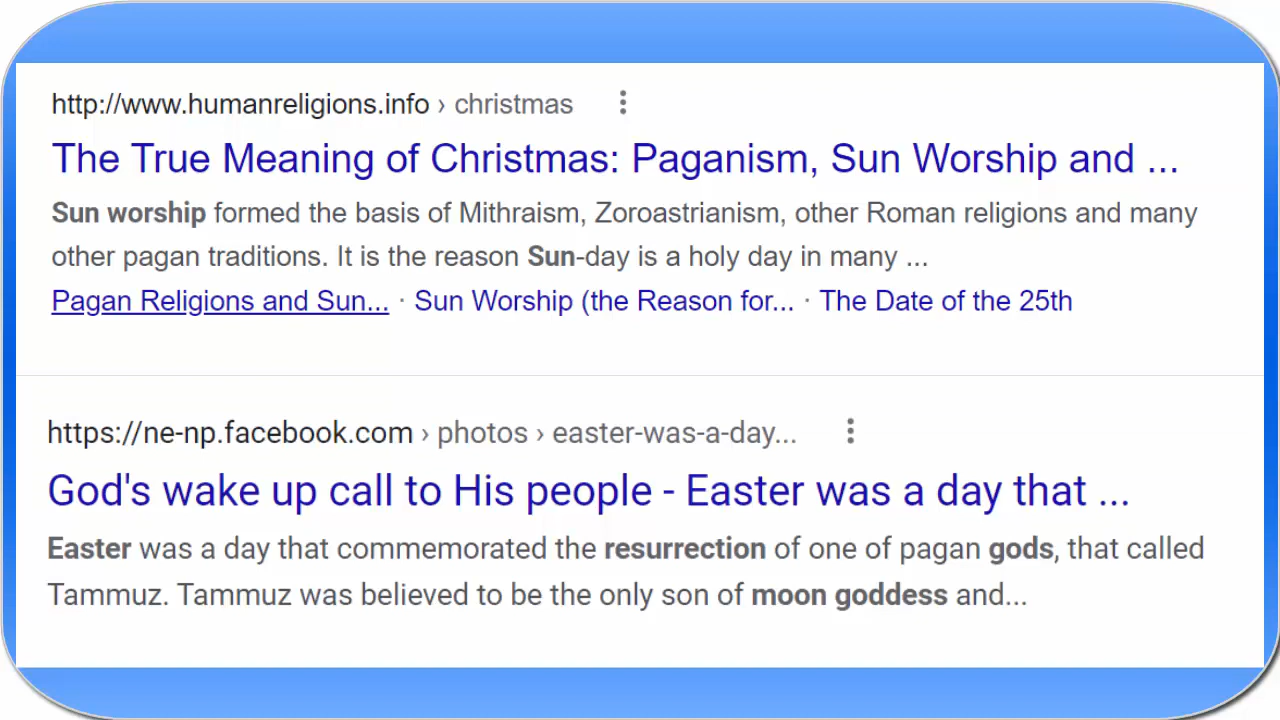 http://www.humanreligions.info › christmas
The True Meaning of Christmas: Paganism, Sun Worship and ...
Sun worship formed the basis of Mithraism, Zoroastrianism, other Roman religions and many
other pagan traditions. It is the reason Sun-day is a holy day in many ...
Pagan Religions and Sun... · Sun Worship (the Reason for... · The Date of the 25th
https://ne-np.facebook.com › photos › easter-was-a-day...
God's wake up call to His people - Easter was a day that ...
Easter was a day that commemorated the resurrection of one of pagan gods, that called
Tammuz. Tammuz was believed to be the only son of moon goddess and...